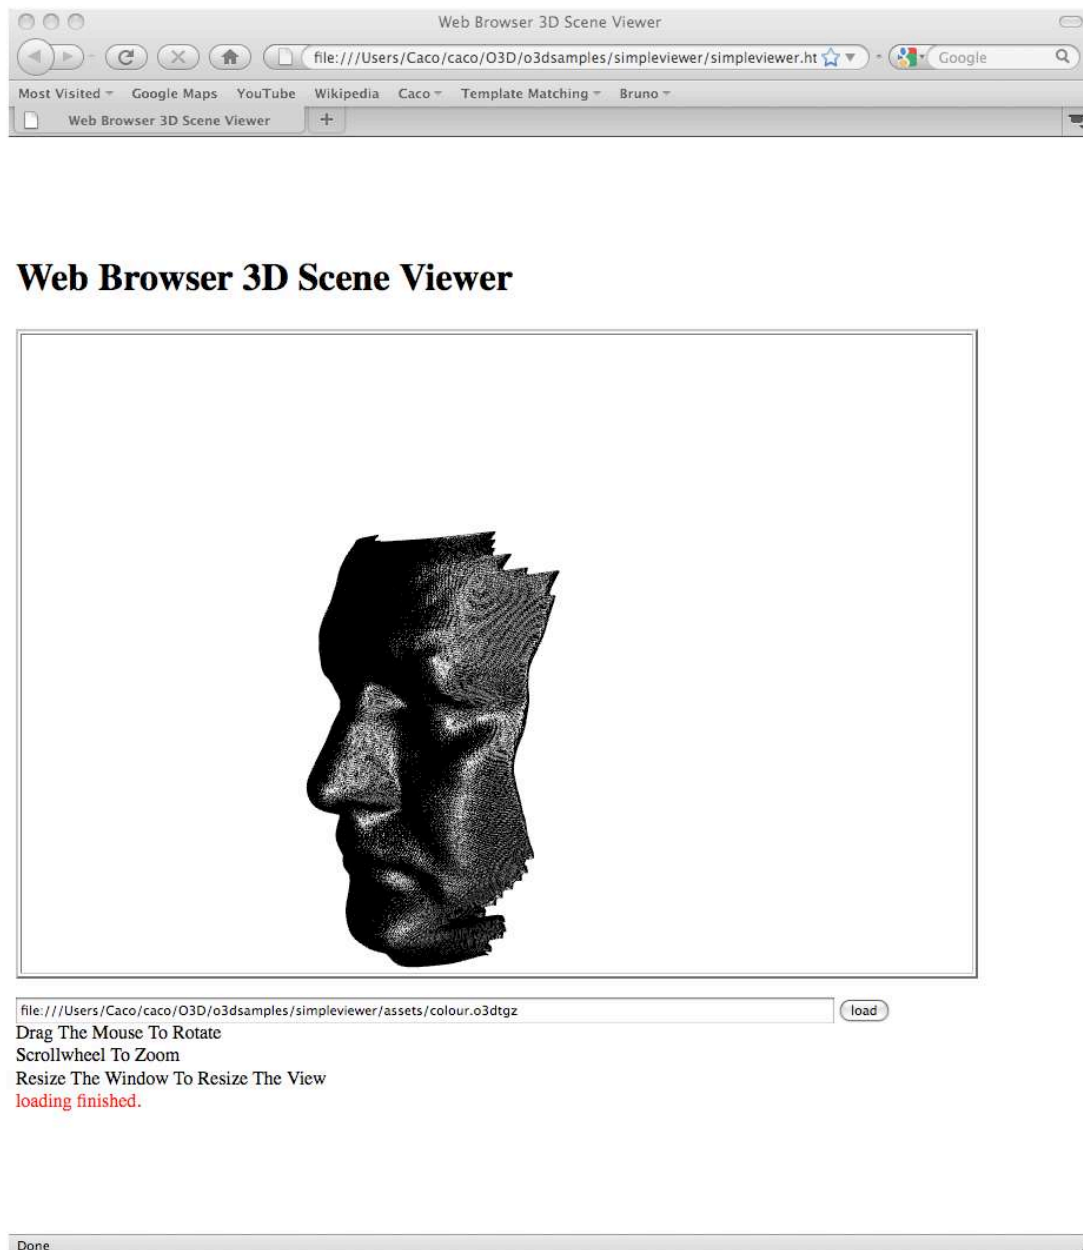 Web Browser 3D Scene Viewer
file:///Users/Caco/caco/O3D/o3dsamples/simpleviewer/simpleviewer.ht
Google
Most Visited Google Maps YouTube Wikipedia Caco Template Matching Bruno
Web Browser 3D Scene Viewer +
Web Browser 3D Scene Viewer
file:///Users/Caco/caco/O3D/o3dsamples/simpleviewer/assets/colour.o3dtgz load
Drag The Mouse To Rotate
Scrollwheel To Zoom
Resize The Window To Resize The View
loading finished.
Done